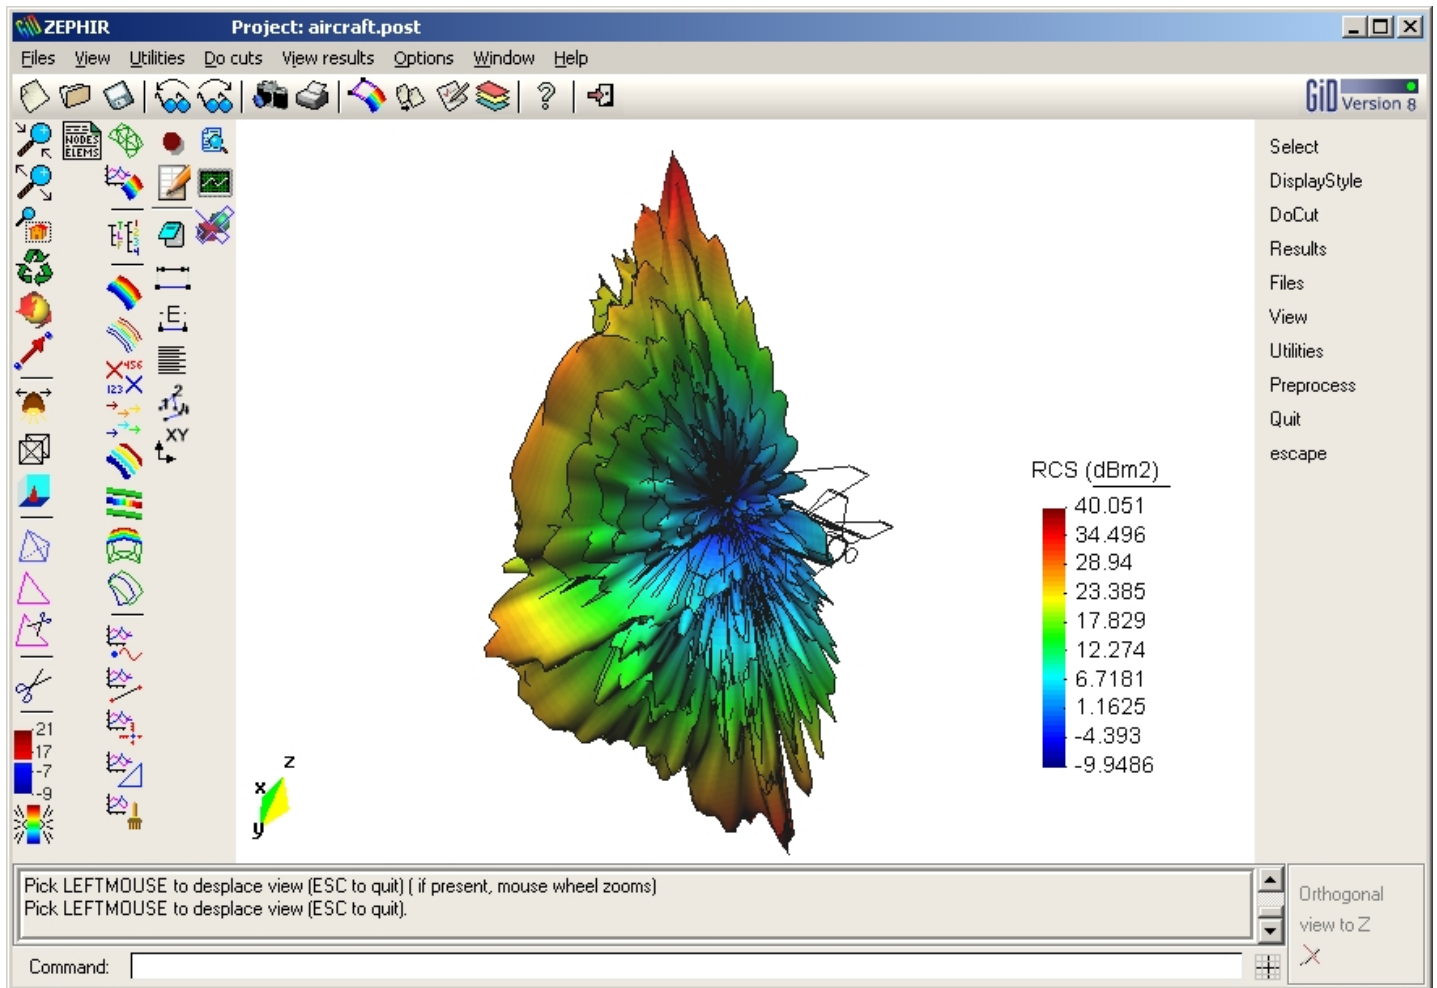 ZEPHIR Project: aircraft.post
Files View Utilities Do cuts View results Options Window Help
GiD Version 8
NODES
ELEMS
Select
DisplayStyle
DoCut
Results
Files
View
Utilities
Preprocess
Quit
escape
E
XY
RCS (dBm2)
40.051
34.496
28.94
23.385
17.829
12.274
6.7181
1.1625
-4.393
-9.9486
21
17
-7
-9
z
x
y
Pick LEFTMOUSE to desplace view (ESC to quit) ( if present, mouse wheel zooms)
Pick LEFTMOUSE to desplace view (ESC to quit).
Orthogonal
view to Z
Command: